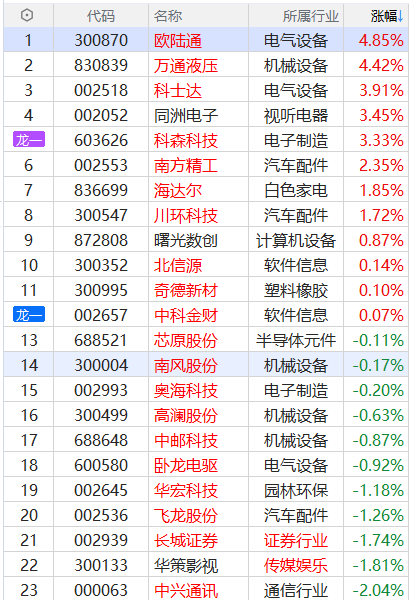 代码 名称 所属行业 涨幅↓
1 300870 欧陆通 电气设备 4.85%
2 830839 万通液压 机械设备 4.42%
3 002518 科士达 电气设备 3.91%
4 002052 同洲电子 视听电器 3.45%
龙一 603626 科森科技 电子制造 3.33%
6 002553 南方精工 汽车配件 2.35%
7 836699 海达尔 白色家电 1.85%
8 300547 川环科技 汽车配件 1.72%
9 872808 曙光数创 计算机设备 0.87%
10 300352 北信源 软件信息 0.14%
11 300995 奇德新材 塑料橡胶 0.10%
龙一 002657 中科金财 软件信息 0.07%
13 688521 芯原股份 半导体元件 -0.11%
14 300004 南风股份 机械设备 -0.17%
15 002993 奥海科技 电子制造 -0.20%
16 300499 高澜股份 机械设备 -0.63%
17 688648 中邮科技 机械设备 -0.87%
18 600580 卧龙电驱 电气设备 -0.92%
19 002645 华宏科技 园林环保 -1.18%
20 002536 飞龙股份 汽车配件 -1.26%
21 002939 长城证券 证券行业 -1.74%
22 300133 华策影视 传媒娱乐 -1.81%
23 000063 中兴通讯 通信行业 -2.04%